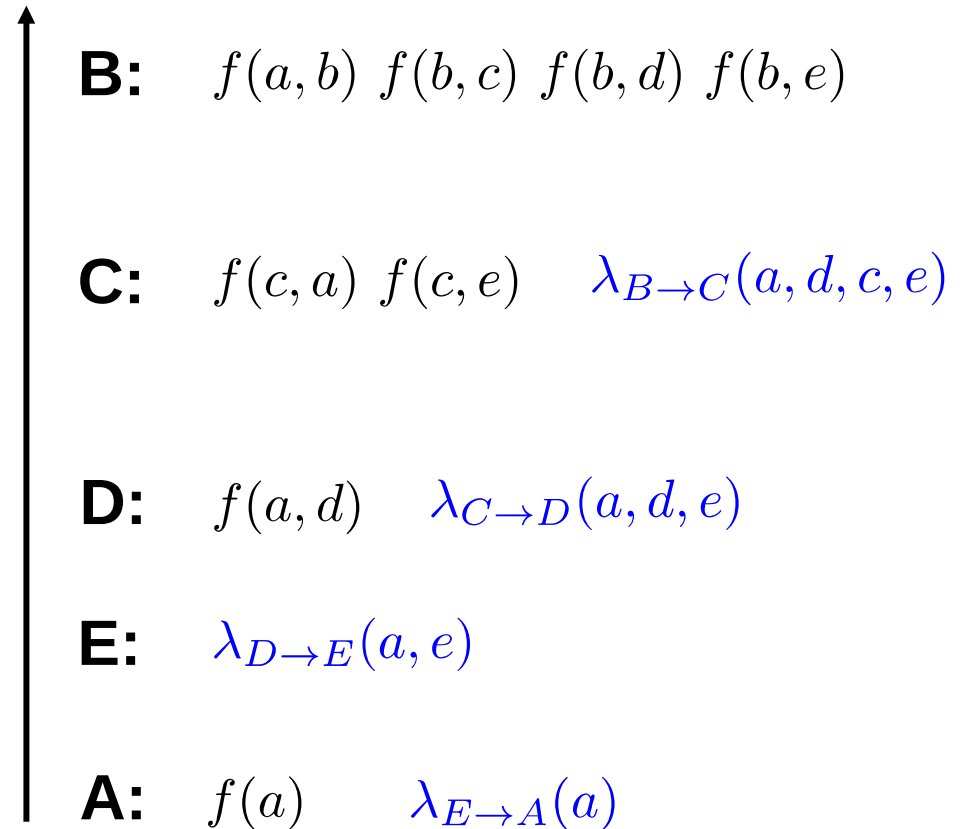 B: f(a, b) f(b, c) f(b, d) f(b, e)
C: f(c, a) f(c, e) λ_{B→C}(a, d, c, e)
D: f(a, d) λ_{C→D}(a, d, e)
E: λ_{D→E}(a, e)
A: f(a) λ_{E→A}(a)